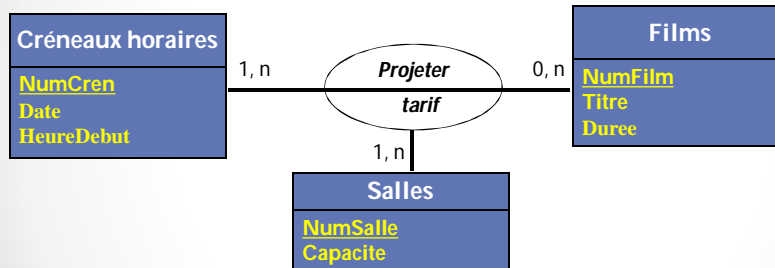 Créneaux horaires
NumCren
Date
HeureDebut
1, n
Projeter
tarif
0, n
Films
NumFilm
Titre
Duree
1, n
Salles
NumSalle
Capacite